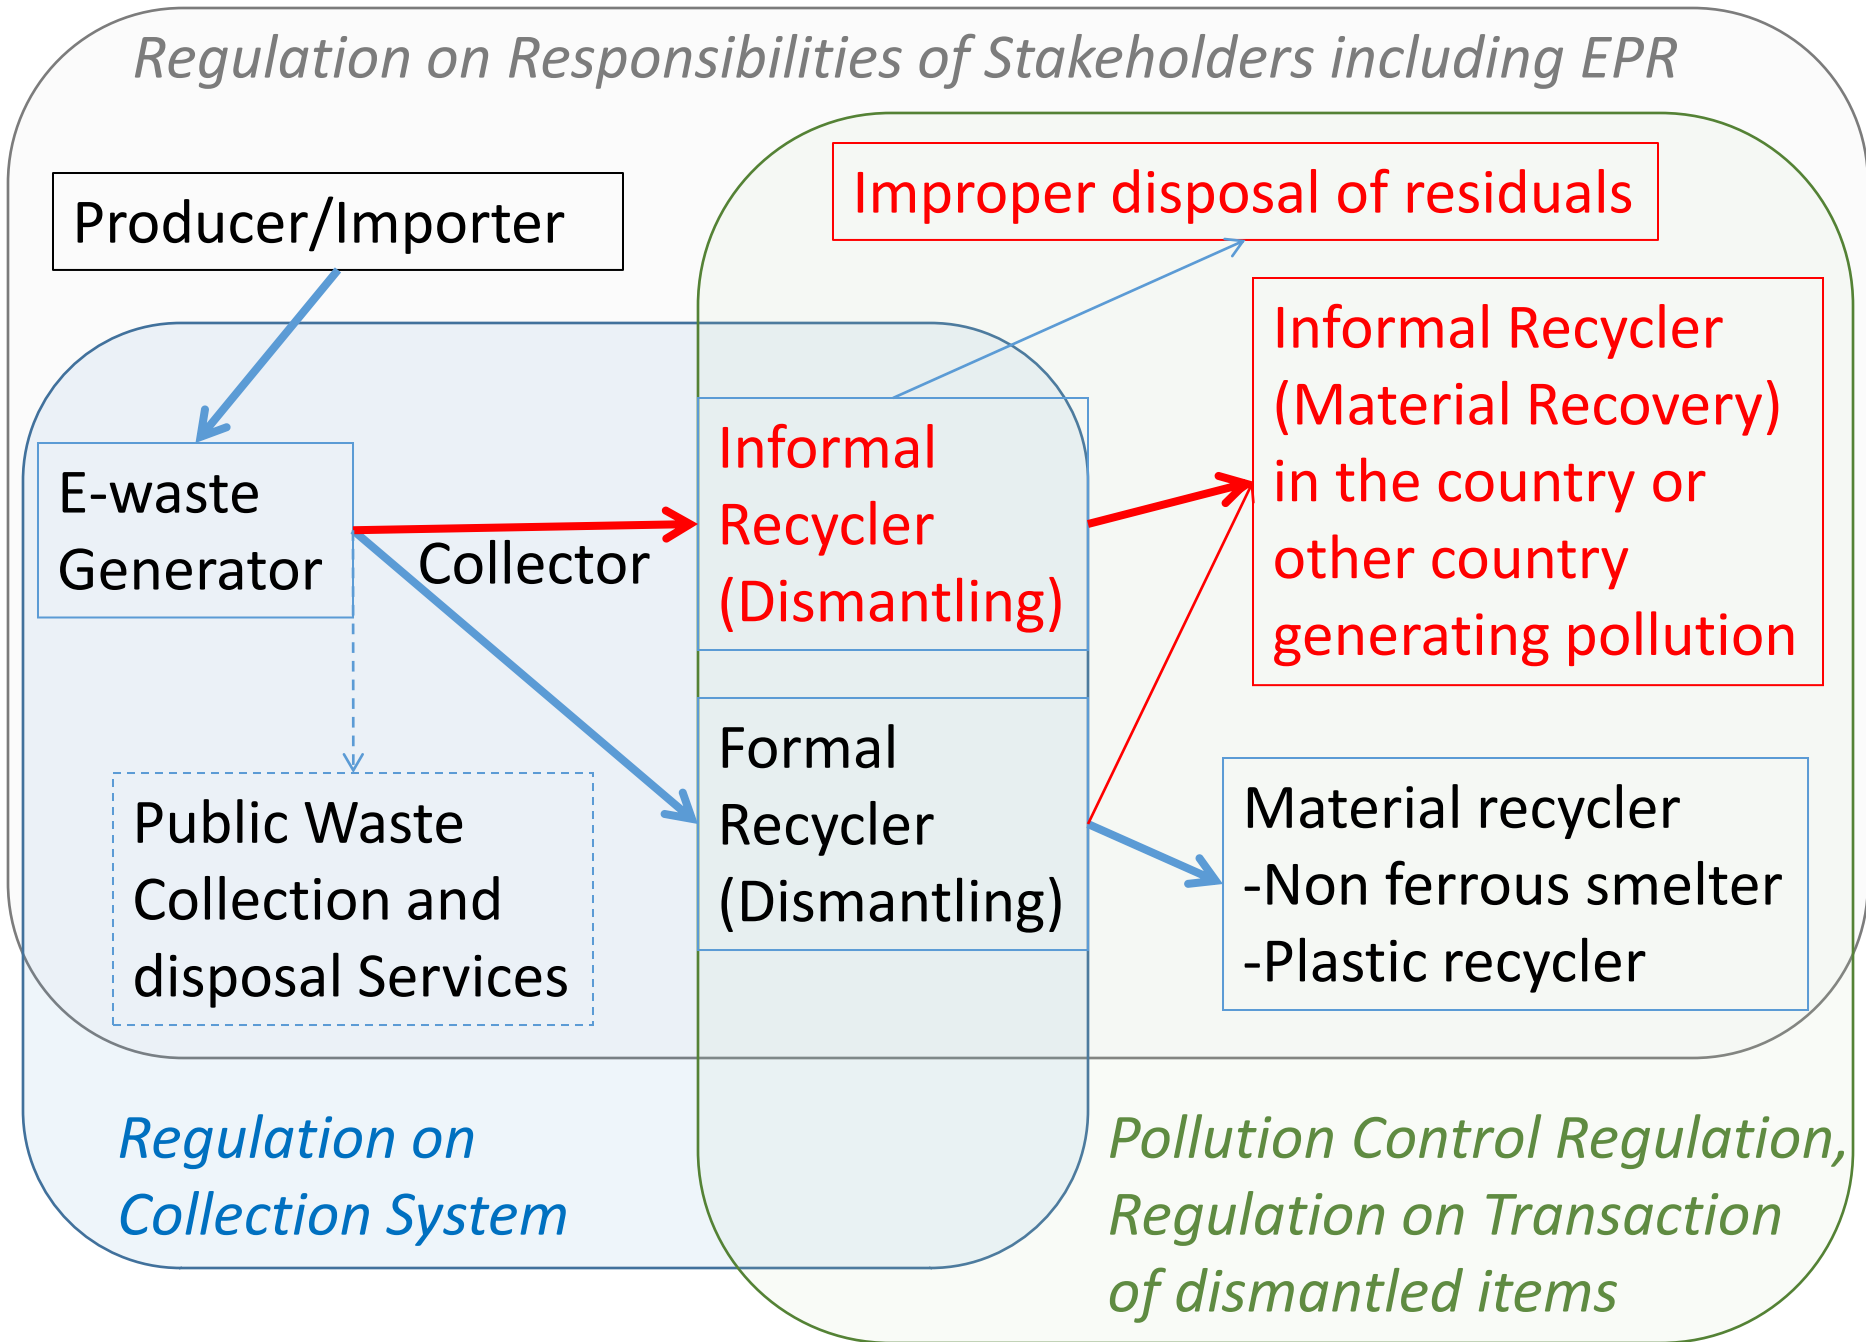 Regulation on Responsibilities of Stakeholders including EPR
Improper disposal of residuals
Producer/Importer
Informal Recycler
(Material Recovery)
in the country or
other country
generating pollution
E-waste
Generator
Collector
Informal
Recycler
(Dismantling)
Formal
Recycler
(Dismantling)
Public Waste
Collection and
disposal Services
Material recycler
-Non ferrous smelter
-Plastic recycler
Regulation on
Collection System
Pollution Control Regulation,
Regulation on Transaction
of dismantled items